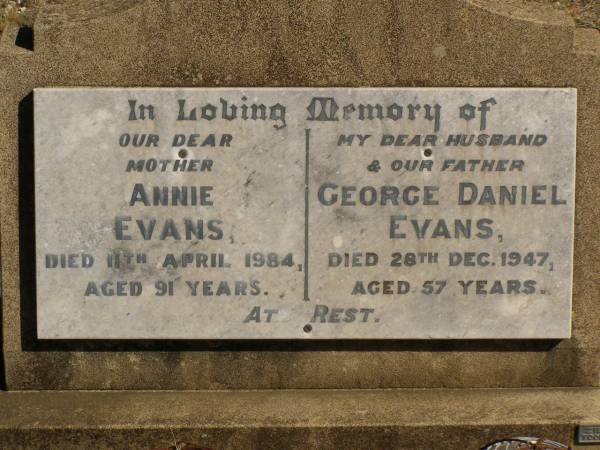 In Loving Memory of
OUR DEAR
MOTHER
ANNIE
EVANS,
DIED 11TH APRIL 1984,
AGED 91 YEARS.
MY DEAR HUSBAND
& OUR FATHER
GEORGE DANIEL
EVANS,
DIED 28TH DEC. 1947,
AGED 57 YEARS.
AT REST.